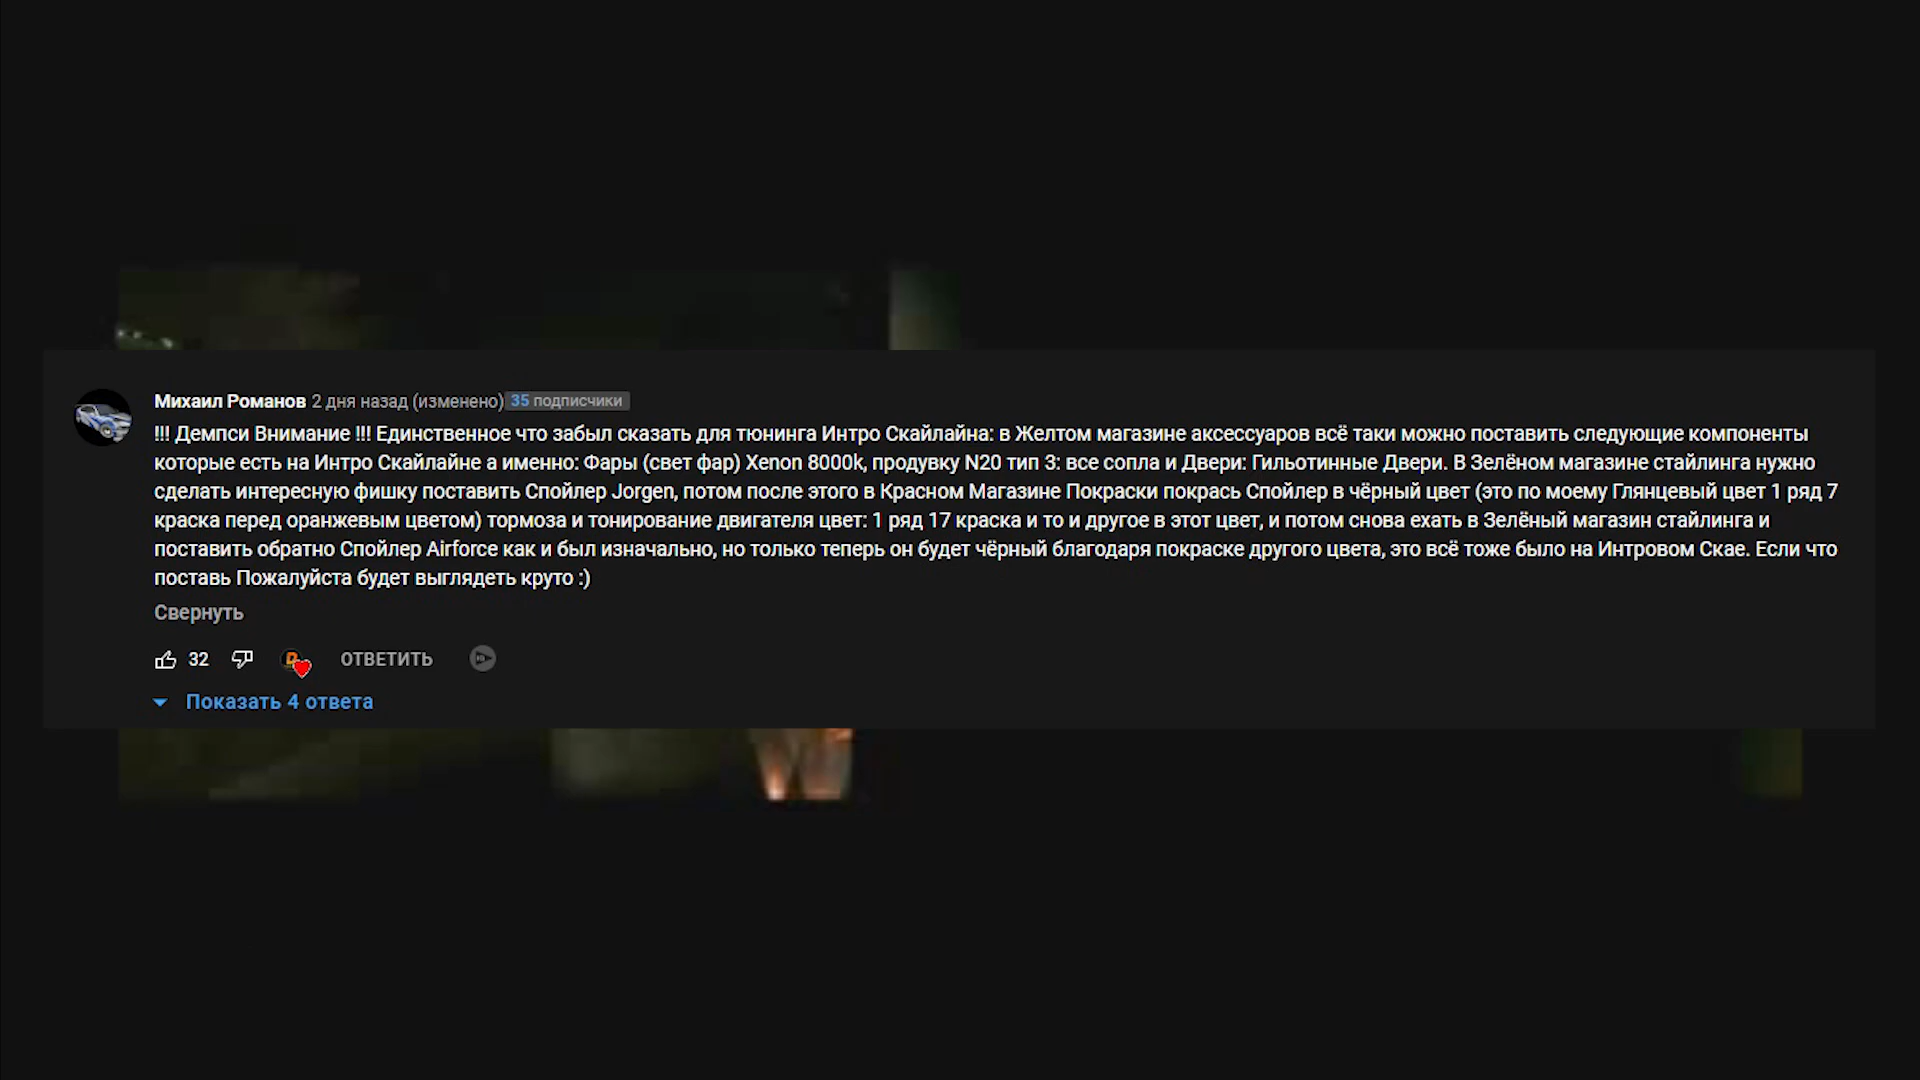 Михаил Романов 2 дня назад (изменено) 35 подписчики
!!! Демпси Внимание !!! Единственное что забыл сказать для тюнинга Интро Скайлайна: в Желтом магазине аксессуаров всё таки можно поставить следующие компоненты
которые есть на Интро Скайлайне а именно: Фары (свет фар) Xenon 8000k, продувку N20 тип 3: все сопла и Двери: Гильотинные Двери. В Зелёном магазине стайлинга нужно
сделать интересную фишку поставить Спойлер Jorgen, потом после этого в Красном Магазине Покраски покрась Спойлер в чёрный цвет (это по моему Глянцевый цвет 1 ряд 7
краска перед оранжевым цветом) тормоза и тонирование двигателя цвет: 1 ряд 17 краска и то и другое в этот цвет, и потом снова ехать в Зелёный магазин стайлинга и
поставить обратно Спойлер Airforce как и был изначально, но только теперь он будет чёрный благодаря покраске другого цвета, это всё тоже было на Интровом Скае. Если что
поставь Пожалуйста будет выглядеть круто :)
Свернуть
32 ОТВЕТИТЬ
Показать 4 ответа